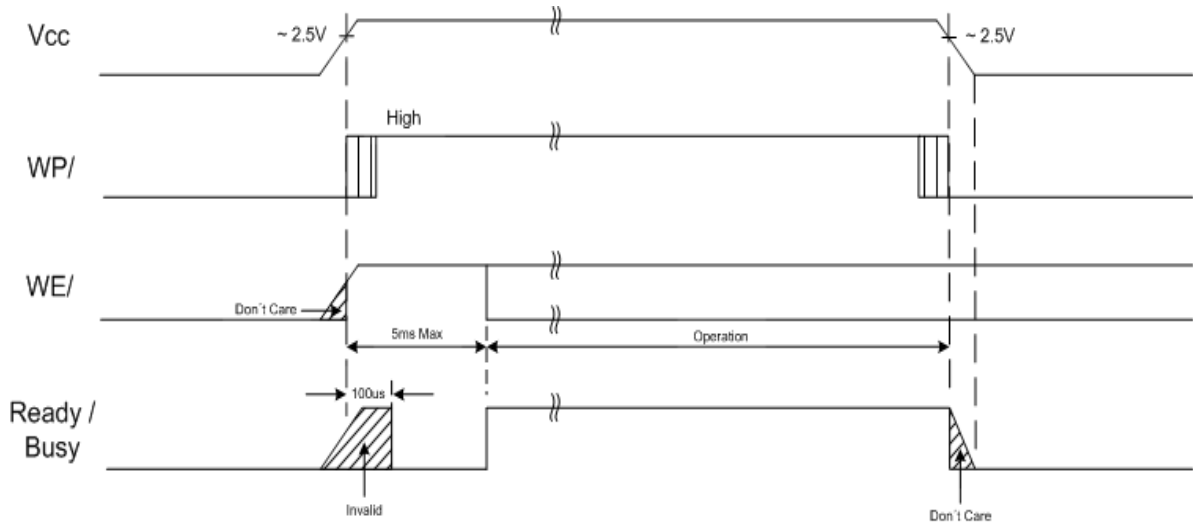 Vcc
~ 2.5V
~ 2.5V
High
WP/
WE/
Don´t Care
5ms Max
Operation
100us
Ready /
Busy
Invalid
Don´t Care